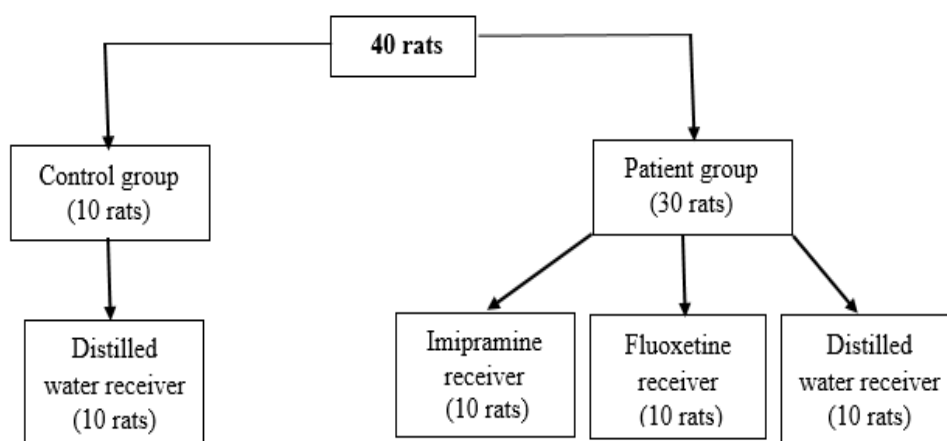 40 rats
Control group
(10 rats)
Patient group
(30 rats)
Distilled
water receiver
(10 rats)
Imipramine
receiver
(10 rats)
Fluoxetine
receiver
(10 rats)
Distilled
water receiver
(10 rats)